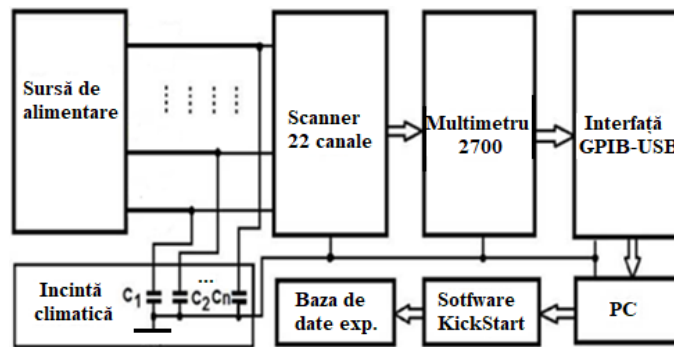 Sursă de
alimentare
Scanner
22 canale
Multimetru
2700
Interfață
GPIB-USB
Incintă
climatică
C1
...
C2
Cn
Baza de
date exp.
Sotfware
KickStart
PC